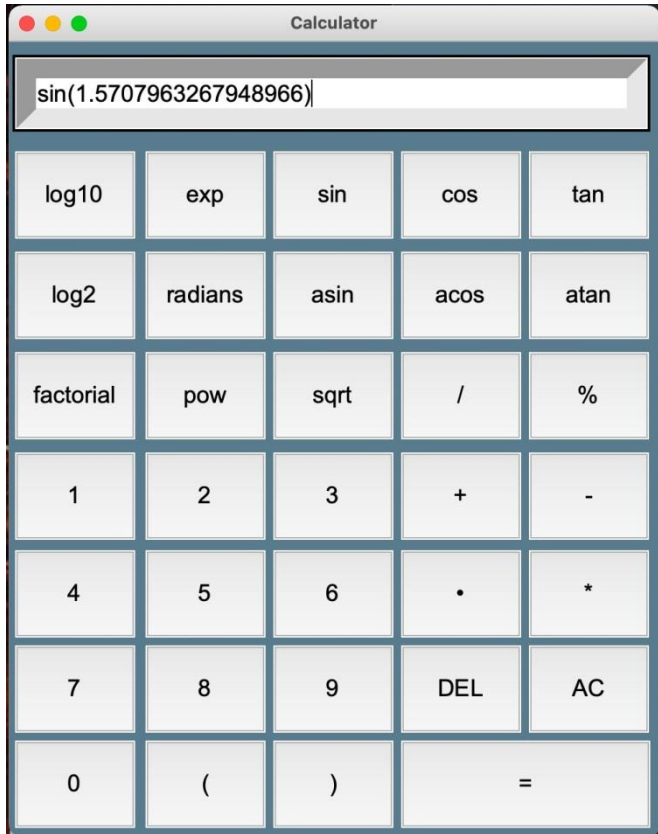 Calculator
sin(1.5707963267948966)
log10 exp sin cos tan
log2 radians asin acos atan
factorial pow sqrt / %
1 2 3 + -
4 5 6 • *
7 8 9 DEL AC
0 ( ) =